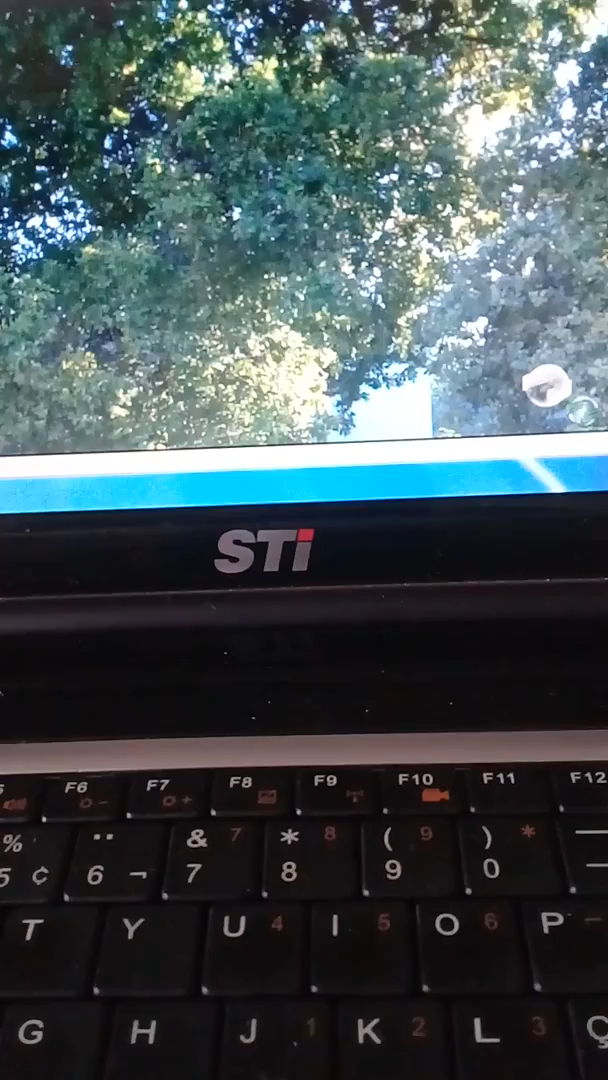 STi
F6 F7 F8 F9 F10 F11 F12
% ¨ & 7 * 8 ( 9 ) *
5 ¢ 6 ¬ 7 8 9 0
T Y U 4 I 5 O 6 P -
G H J 1 K 2 L 3 Ç